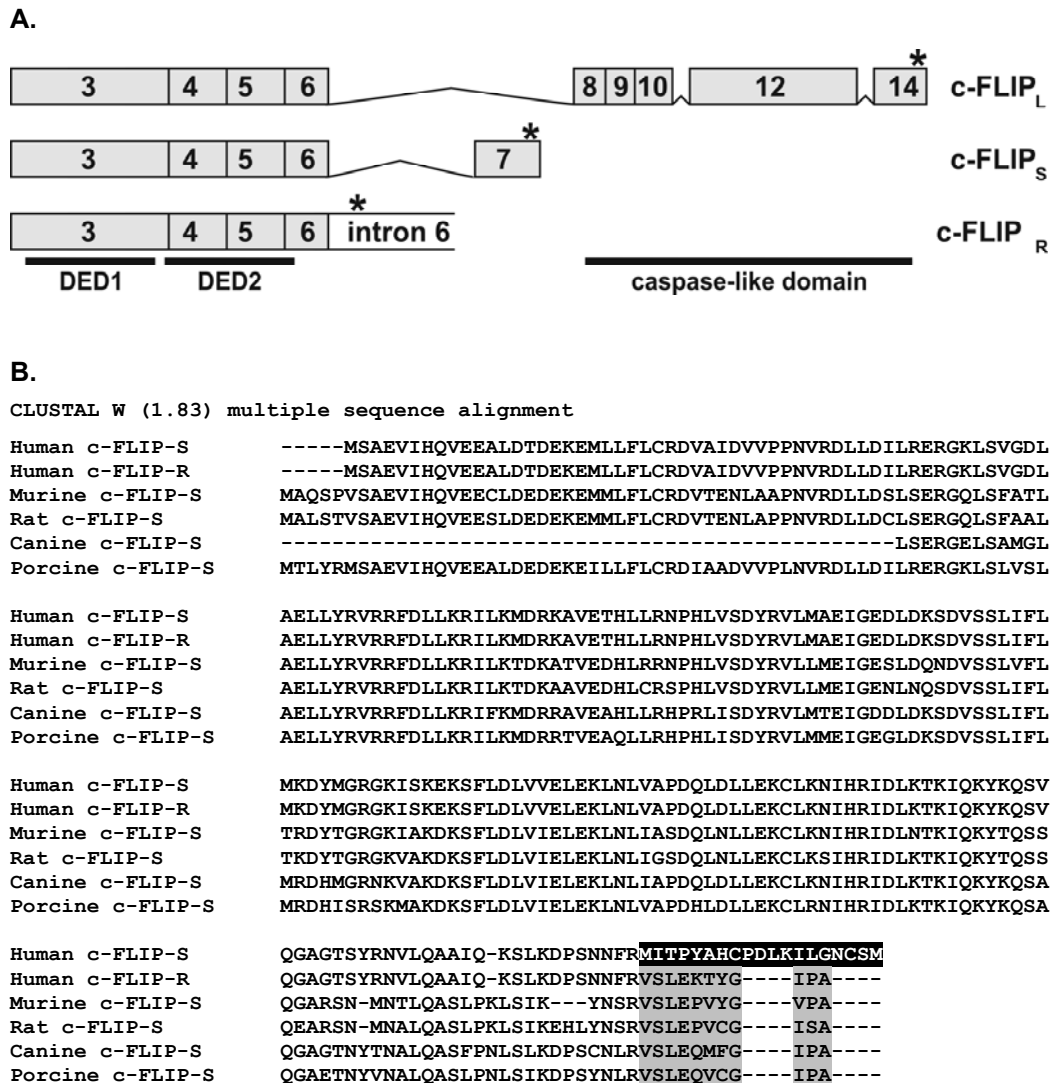 A.
3 4 5 6 8 9 10 12 14 * c-FLIP L
3 4 5 6 7 * c-FLIP S
3 4 5 6 * intron 6 c-FLIP R
DED1 DED2 caspase-like domain
B.
CLUSTAL W (1.83) multiple sequence alignment
Human c-FLIP-S -----MSAEVIHQVEEALDTDEKEMLLFLCRDVAIDVVPPNVRDLLDILRERGKLSVGDL
Human c-FLIP-R -----MSAEVIHQVEEALDTDEKEMLLFLCRDVAIDVVPPNVRDLLDILRERGKLSVGDL
Murine c-FLIP-S MAQSPVSAEVIHQVEECLDEDEKEMMLFLCRDVTENLAAPNVRDLLDSLSERGQLSFATL
Rat c-FLIP-S MALSTVSAEVIHQVEESLDEDEKEMMLFLCRDVTENLAPPNVRDLLDCLSERGQLSFAAL
Canine c-FLIP-S ------------------------------------------------LSERGELSAMGL
Porcine c-FLIP-S MTLYRMSAEVIHQVEEALDEDEKEILLFLCRDIAADVVPLNVRDLLDILRERGKLSLVSL
Human c-FLIP-S AELLYRVRRFDLLKRILKMDRKAVETHLLRNPHLVSDYRVLMAEIGEDLDKSDVSSLIFL
Human c-FLIP-R AELLYRVRRFDLLKRILKMDRKAVETHLLRNPHLVSDYRVLMAEIGEDLDKSDVSSLIFL
Murine c-FLIP-S AELLYRVRRFDLLKRILKTDKATVEDHLRRNPHLVSDYRVLLMEIGESLDQNDVSSLVFL
Rat c-FLIP-S AELLYRVRRFDLLKRILKTDKAAVEDHLCRSPHLVSDYRVLLMEIGENLNQSDVSSLIFL
Canine c-FLIP-S AELLYRVRRFDLLKRIFKMDRRAVEAHLLRHPRLISDYRVLMTEIGDDLDKSDVSSLIFL
Porcine c-FLIP-S AELLYRVRRFDLLKRILKMDRRTVEAQLLRHPHLISDYRVLMMEIGEGLDKSDVSSLIFL
Human c-FLIP-S MKDYMGRGKISKEKSFLDLVVELEKLNLVAPDQLDLLEKCLKNIHRIDLKTKIQKYKQSV
Human c-FLIP-R MKDYMGRGKISKEKSFLDLVVELEKLNLVAPDQLDLLEKCLKNIHRIDLKTKIQKYKQSV
Murine c-FLIP-S TRDYTGRGKIAKDKSFLDLVIELEKLNLIASDQLNLLEKCLKNIHRIDLNTKIQKYTQSS
Rat c-FLIP-S TKDYTGRGKVAKDKSFLDLVIELEKLNLIGSDQLNLLEKCLKSIHRIDLKTKIQKYTQSS
Canine c-FLIP-S MRDHMGRNKVAKDKSFLDLVIELEKLNLIAPDQLDLLEKCLKNIHRIDLKTKIQKYKQSA
Porcine c-FLIP-S MRDHISRSKMAKDKSFLDLVIELEKLNLVAPDHLDLLEKCLRNIHRIDLKTKIQKYKQSA
Human c-FLIP-S QGAGTSYRNVLQAAIQ-KSLKDPSNNFRMITPYAHCPDLKILGNCSM
Human c-FLIP-R QGAGTSYRNVLQAAIQ-KSLKDPSNNFRVSLEKTYG----IPA----
Murine c-FLIP-S QGARSN-MNTLQASLPKLSIK---YNSRVSLEPVYG----VPA----
Rat c-FLIP-S QEARSN-MNALQASLPKLSIKEHLYNSRVSLEPVCG----ISA----
Canine c-FLIP-S QGAGTNYTNALQASFPNLSLKDPSCNLRVSLEQMFG----IPA----
Porcine c-FLIP-S QGAETNYVNALQASLPNLSIKDPSYNLRVSLEQVCG----IPA----